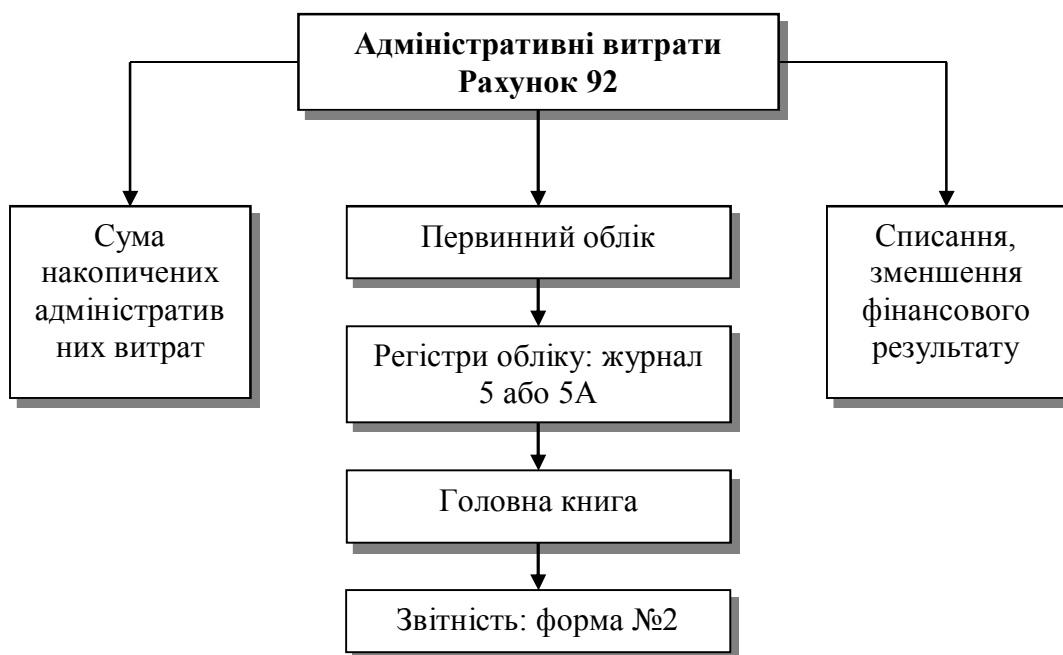 Адміністративні витрати
Рахунок 92
Сума
накопичених
адміністратив
них витрат
Первинний облік
Регістри обліку: журнал
5 або 5А
Головна книга
Звітність: форма №2
Списання,
зменшення
фінансового
результату